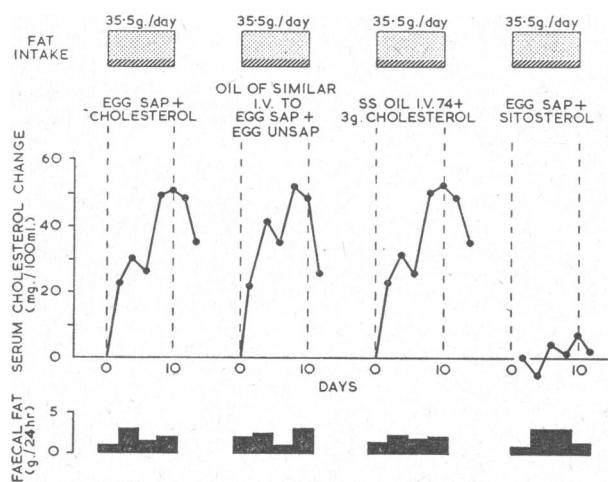 35·5g./day 35·5g./day 35·5g./day 35·5g./day
FAT
INTAKE
EGG SAP +
CHOLESTEROL
OIL OF SIMILAR
I.V. TO
EGG SAP +
EGG UNSAP
SS OIL I.V. 74+
3g. CHOLESTEROL
EGG SAP +
SITOSTEROL
SERUM CHOLESTEROL CHANGE
(mg./100ml.)
60
40
20
0
0 10 0 10 0 10 0 10
DAYS
FAECAL FAT
(g./24hr)
5
0